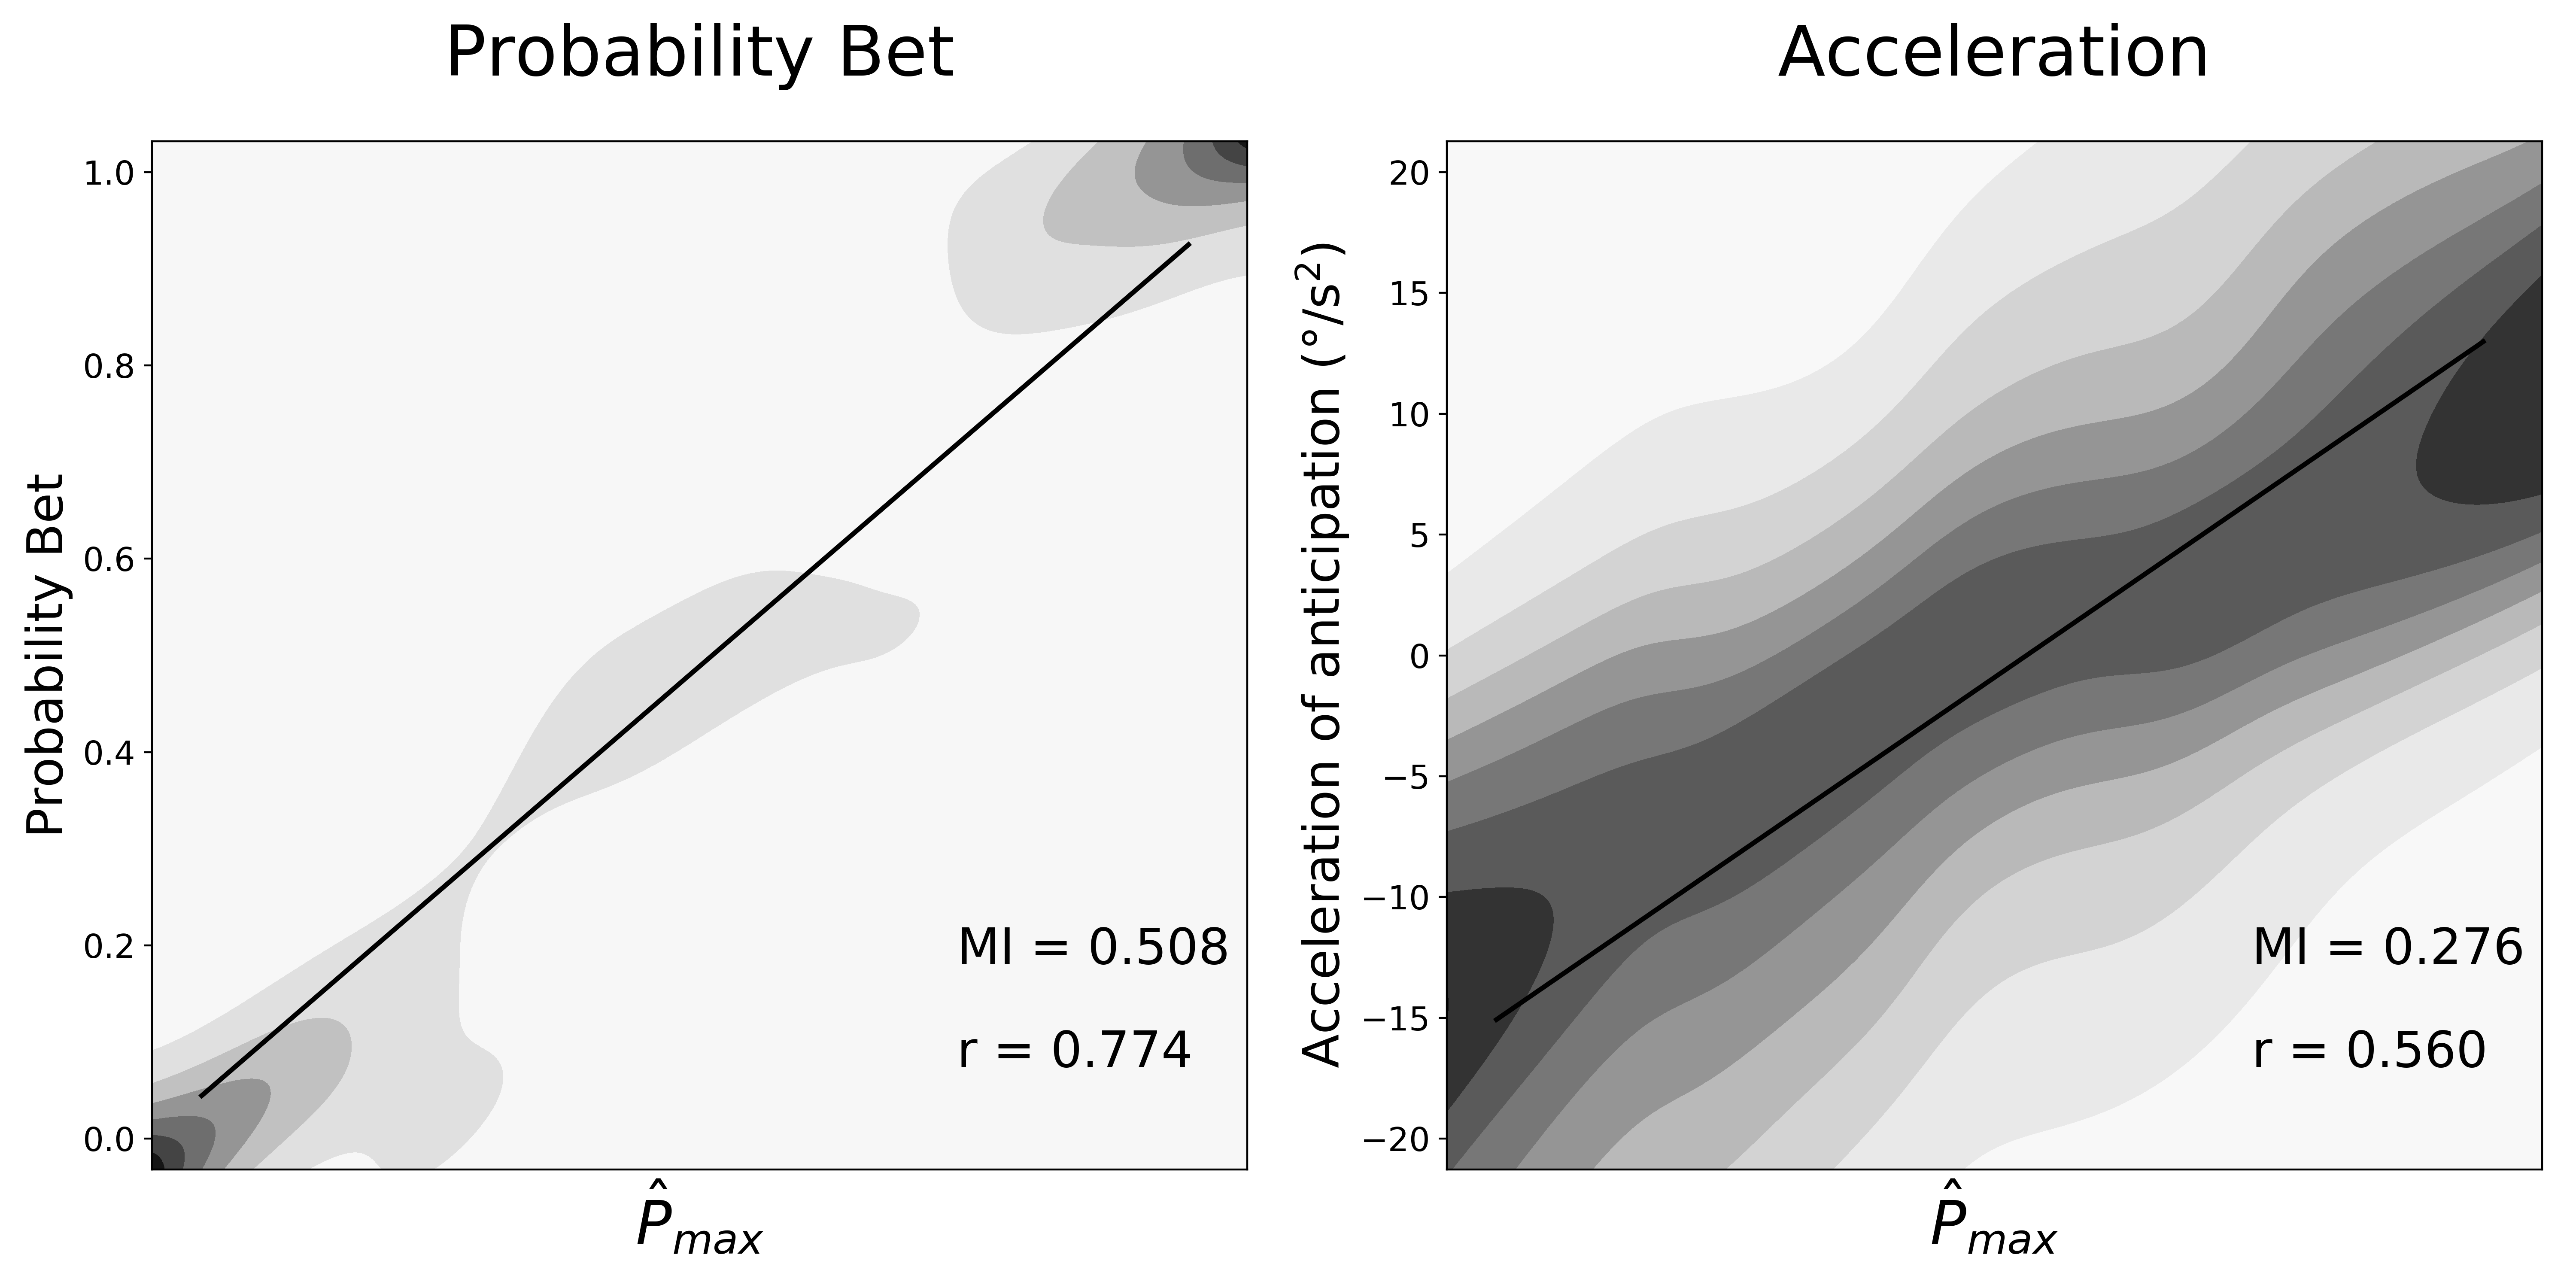 Probability Bet
Probability Bet
1.0
0.8
0.6
0.4
0.2
0.0
MI = 0.508
r = 0.774
P̂max
Acceleration
Acceleration of anticipation (°/s²)
20
15
10
5
0
−5
−10
−15
−20
MI = 0.276
r = 0.560
P̂max